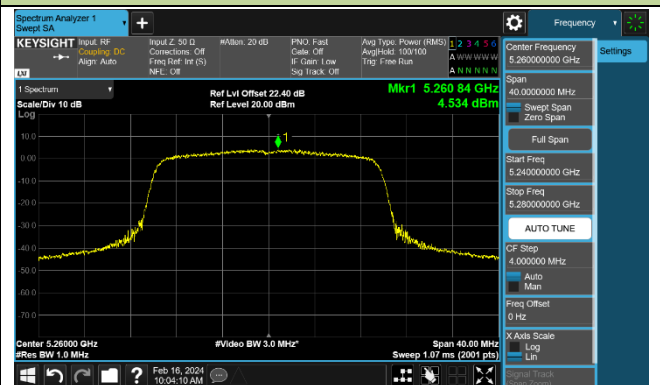 Spectrum Analyzer 1
Swept SA
+
Frequency
KEYSIGHT
Input: RF
Coupling: DC
Align: Auto
Input Z: 50 Ω
Corrections: Off
Freq Ref: Int (S)
NFE: Off
#Atten: 20 dB
PNO: Fast
Gate: Off
IF Gain: Low
Sig Track: Off
Avg Type: Power (RMS)
Avg|Hold: 100/100
Trig: Free Run
1 2 3 4 5 6
A W W W W W
A N N N N N
LXI
1 Spectrum
Scale/Div 10 dB
Log
Ref Lvl Offset 22.40 dB
Ref Level 20.00 dBm
Mkr1 5.260 84 GHz
4.534 dBm
1
10.0
0.00
-10.0
-20.0
-30.0
-40.0
-50.0
-60.0
-70.0
Center 5.26000 GHz
#Res BW 1.0 MHz
#Video BW 3.0 MHz*
Span 40.00 MHz
Sweep 1.07 ms (2001 pts)
Center Frequency
5.260000000 GHz
Span
40.0000000 MHz
Swept Span
Zero Span
Full Span
Start Freq
5.240000000 GHz
Stop Freq
5.280000000 GHz
AUTO TUNE
CF Step
4.000000 MHz
Auto
Man
Freq Offset
0 Hz
X Axis Scale
Log
Lin
Signal Track
(Span Zoom)
Settings
?
Feb 16, 2024
10:04:10 AM